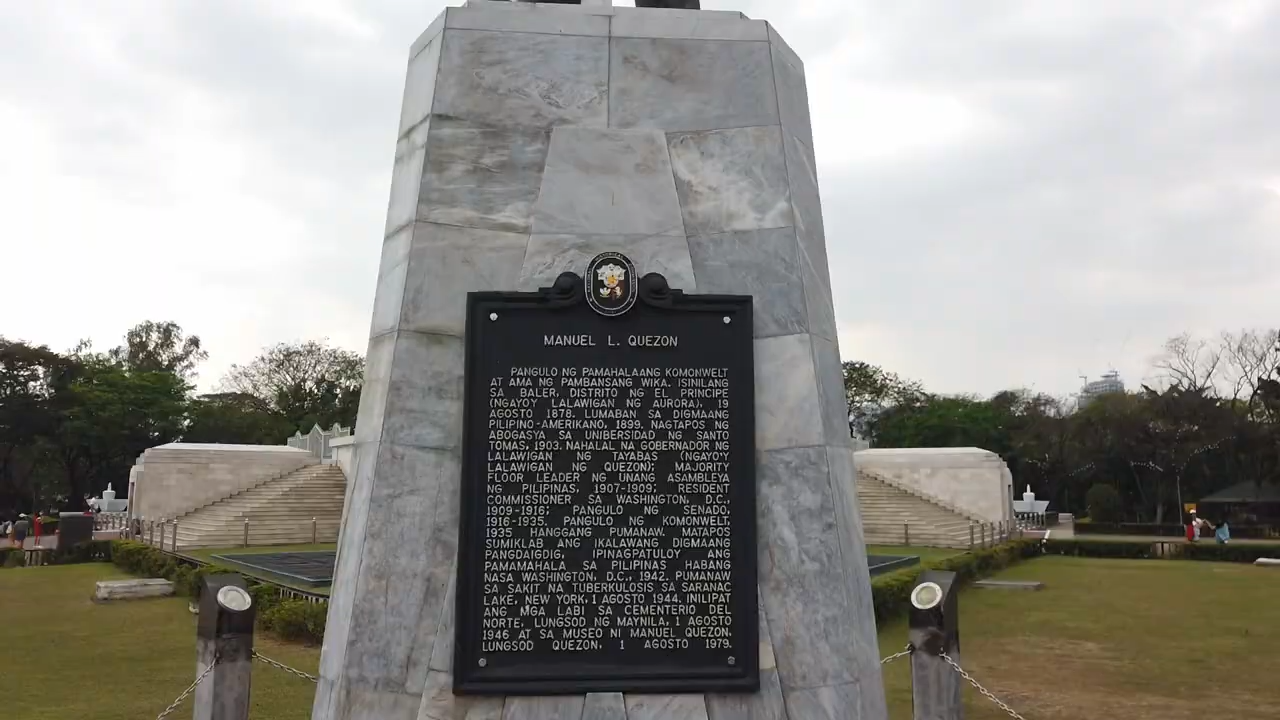 MANUEL L. QUEZON
PANGULO NG PAMAHALAANG KOMONWELT
AT AMA NG PAMBANSANG WIKA. ISINILANG
SA BALER, DISTRITO NG EL PRINCIPE
(NGAYO'Y LALAWIGAN NG AURORA), 19
AGOSTO 1878. LUMABAN SA DIGMAANG
PILIPINO-AMERIKANO, 1899. NAGTAPOS NG
ABOGASYA SA UNIBERSIDAD NG SANTO
TOMAS, 1903. NAHALAL NA GOBERNADOR NG
LALAWIGAN NG TAYABAS (NGAYO'Y
LALAWIGAN NG QUEZON); MAJORITY
FLOOR LEADER NG UNANG ASAMBLEYA
NG PILIPINAS, 1907-1909; RESIDENT
COMMISSIONER SA WASHINGTON, D.C.,
1909-1916; PANGULO NG SENADO,
1916-1935. PANGULO NG KOMONWELT,
1935 HANGGANG PUMANAW. MATAPOS
SUMIKLAB ANG IKALAWANG DIGMAANG
PANGDAIGDIG, IPINAGPATULOY ANG
PAMAMAHALA SA PILIPINAS HABANG
NASA WASHINGTON, D.C., 1942. PUMANAW
SA SAKIT NA TUBERKULOSIS SA SARANAC
LAKE, NEW YORK, 1 AGOSTO 1944. INILIPAT
ANG MGA LABI SA CEMENTERIO DEL
NORTE, LUNGSOD NG MAYNILA, 1 AGOSTO
1946 AT SA MUSEO NI MANUEL QUEZON,
LUNGSOD QUEZON, 1 AGOSTO 1979.